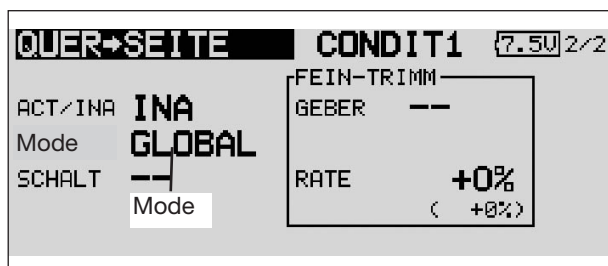 QUER➔SEITE CONDIT1 7.5V 2/2
FEIN-TRIMM
ACT/INA INA GEBER --
Mode GLOBAL
SCHALT -- RATE +0%
Mode ( +0%)